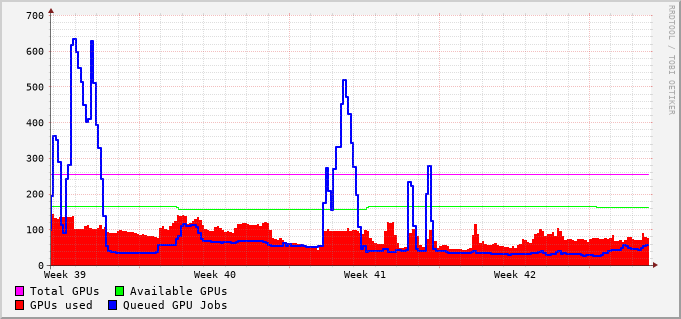 700
600
500
400
300
200
100
0
Week 39 Week 40 Week 41 Week 42
Total GPUs Available GPUs
GPUs used Queued GPU Jobs
RRDTOOL / TOBI OETIKER